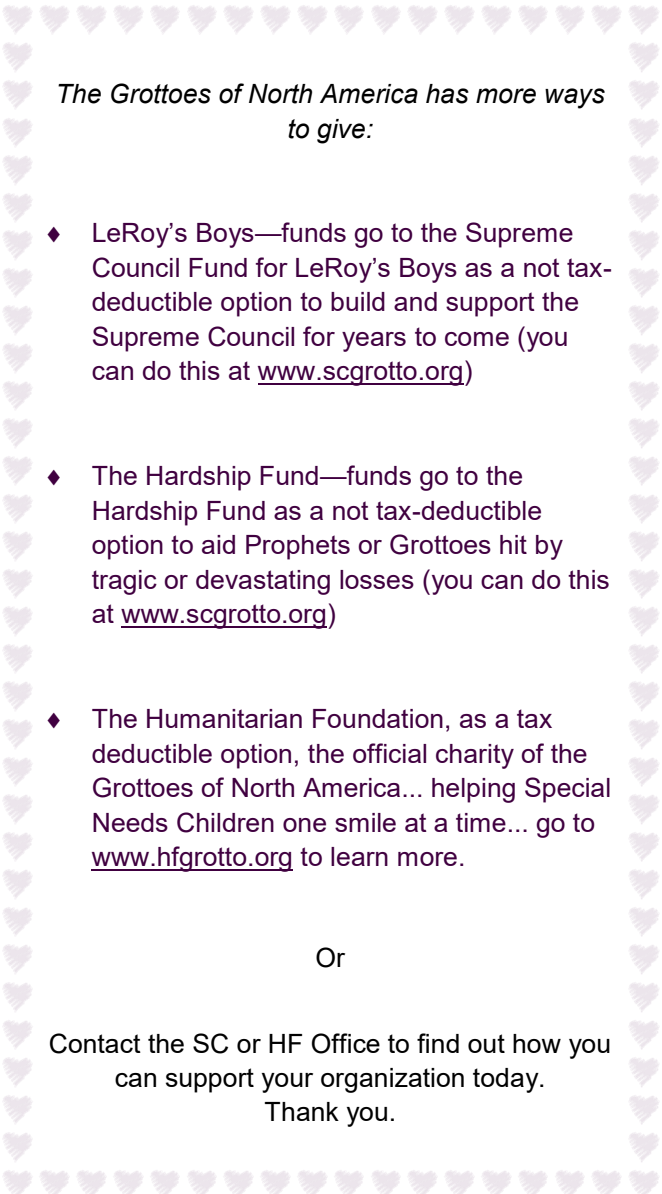 The Grottoes of North America has more ways
to give:
♦ LeRoy’s Boys—funds go to the Supreme
Council Fund for LeRoy’s Boys as a not tax-
deductible option to build and support the
Supreme Council for years to come (you
can do this at www.scgrotto.org)
♦ The Hardship Fund—funds go to the
Hardship Fund as a not tax-deductible
option to aid Prophets or Grottoes hit by
tragic or devastating losses (you can do this
at www.scgrotto.org)
♦ The Humanitarian Foundation, as a tax
deductible option, the official charity of the
Grottoes of North America... helping Special
Needs Children one smile at a time... go to
www.hfgrotto.org to learn more.
Or
Contact the SC or HF Office to find out how you
can support your organization today.
Thank you.